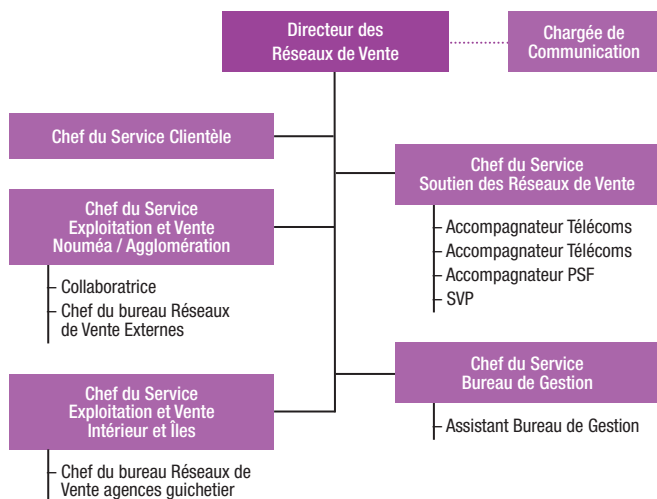 Directeur des
Réseaux de Vente
Chargée de
Communication
Chef du Service Clientèle
Chef du Service
Soutien des Réseaux de Vente
– Accompagnateur Télécoms
– Accompagnateur Télécoms
– Accompagnateur PSF
– SVP
Chef du Service
Exploitation et Vente
Nouméa / Agglomération
– Collaboratrice
– Chef du bureau Réseaux
de Vente Externes
Chef du Service
Bureau de Gestion
– Assistant Bureau de Gestion
Chef du Service
Exploitation et Vente
Intérieur et Îles
– Chef du bureau Réseaux de
Vente agences guichetier